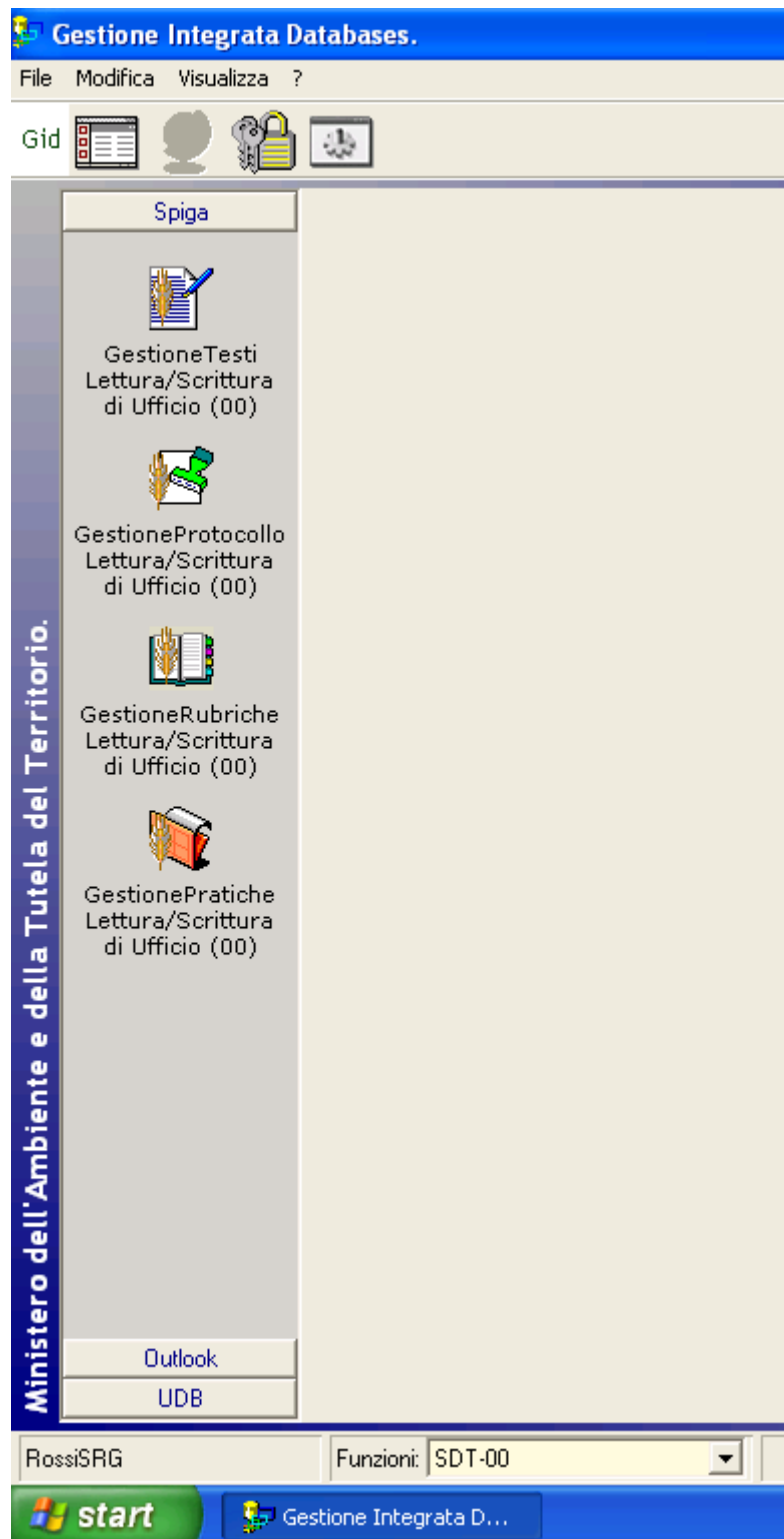 Gestione Integrata Databases.
File Modifica Visualizza ?
Gid
Spiga
GestioneTesti
Lettura/Scrittura
di Ufficio (00)
GestioneProtocollo
Lettura/Scrittura
di Ufficio (00)
GestioneRubriche
Lettura/Scrittura
di Ufficio (00)
GestionePratiche
Lettura/Scrittura
di Ufficio (00)
Outlook
UDB
Ministero dell'Ambiente e della Tutela del Territorio.
RossiSRG
Funzioni: SDT-00
start
Gestione Integrata D...